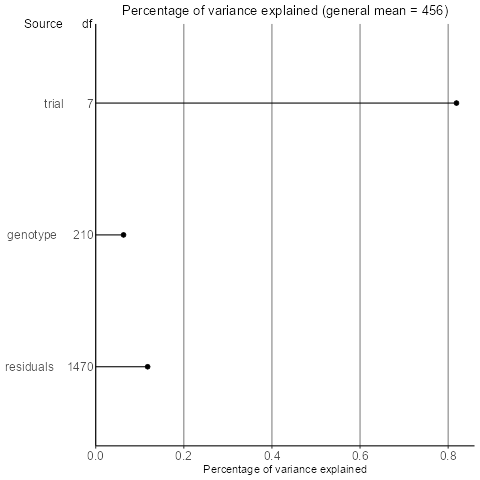 Percentage of variance explained (general mean = 456)
Source df
trial 7
genotype 210
residuals 1470
0.0 0.2 0.4 0.6 0.8
Percentage of variance explained